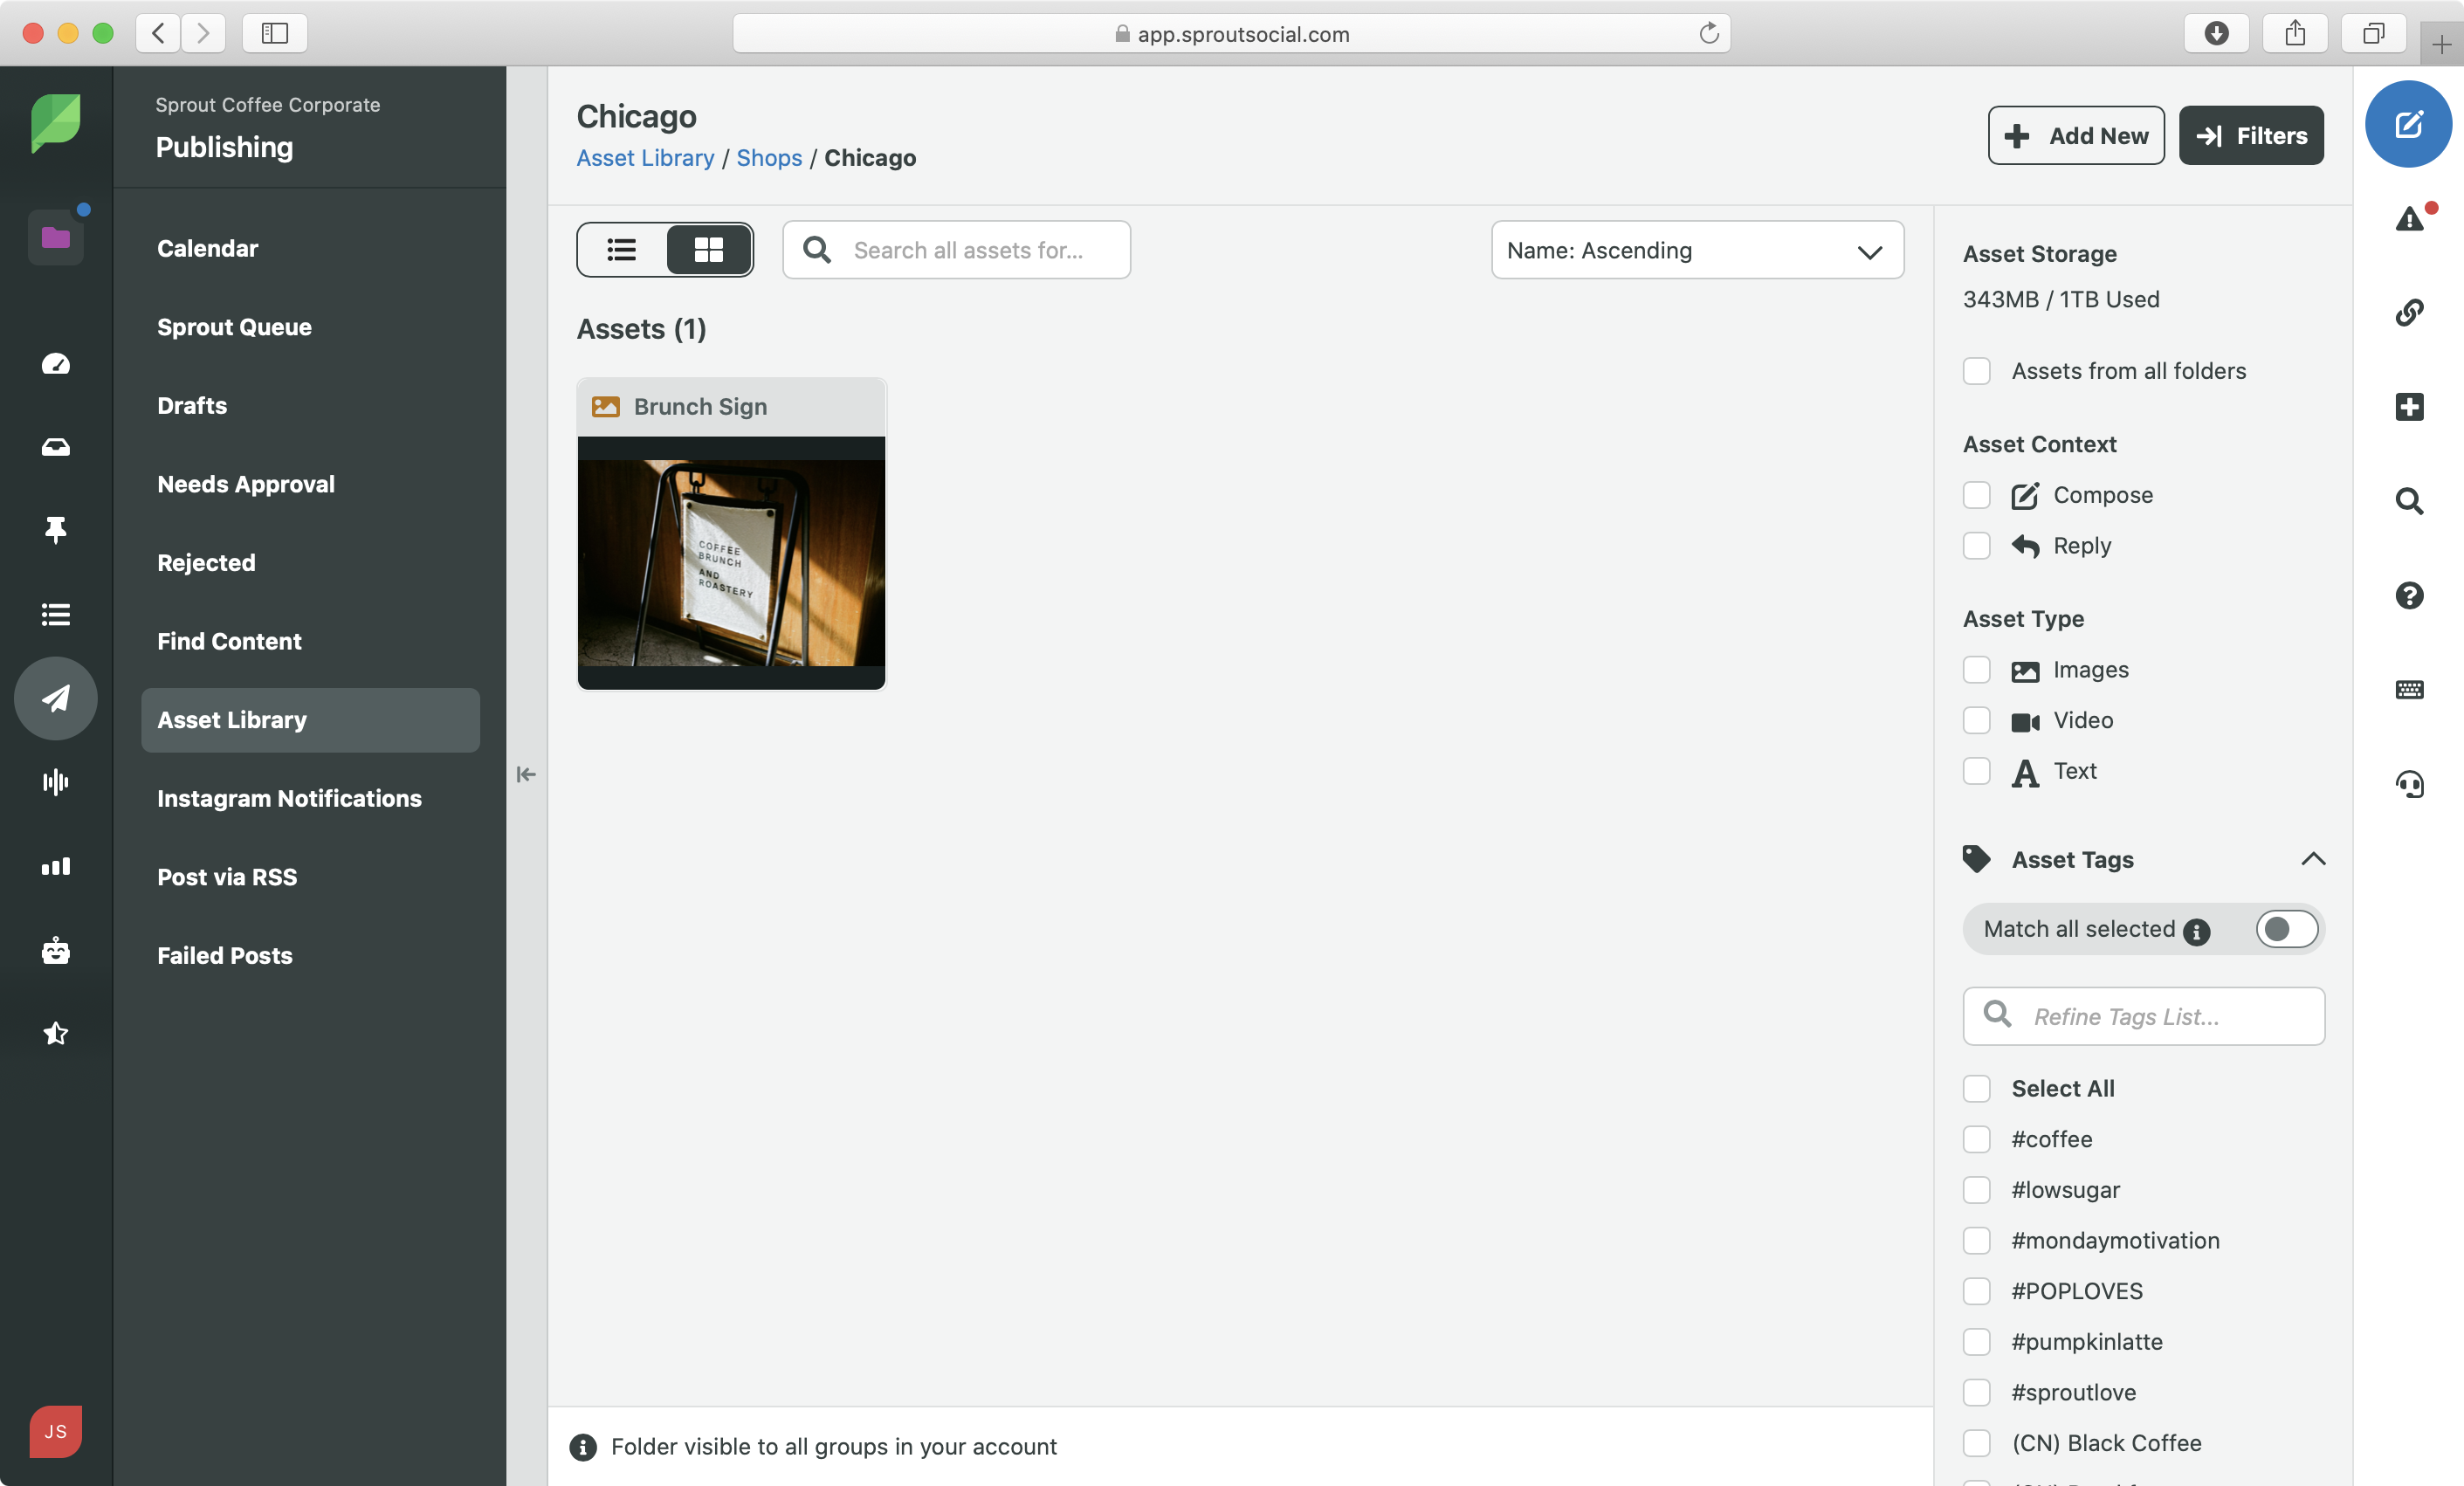 app.sproutsocial.com
Sprout Coffee Corporate
Publishing
Calendar
Sprout Queue
Drafts
Needs Approval
Rejected
Find Content
Asset Library
Instagram Notifications
Post via RSS
Failed Posts
JS
Chicago
Asset Library / Shops / Chicago
Add New
Filters
Search all assets for...
Name: Ascending
Assets (1)
Brunch Sign
COFFEE
BRUNCH
AND
ROASTERY
Folder visible to all groups in your account
Asset Storage
343MB / 1TB Used
Assets from all folders
Asset Context
Compose
Reply
Asset Type
Images
Video
Text
Asset Tags
Match all selected
Refine Tags List...
Select All
#coffee
#lowsugar
#mondaymotivation
#POPLOVES
#pumpkinlatte
#sproutlove
(CN) Black Coffee